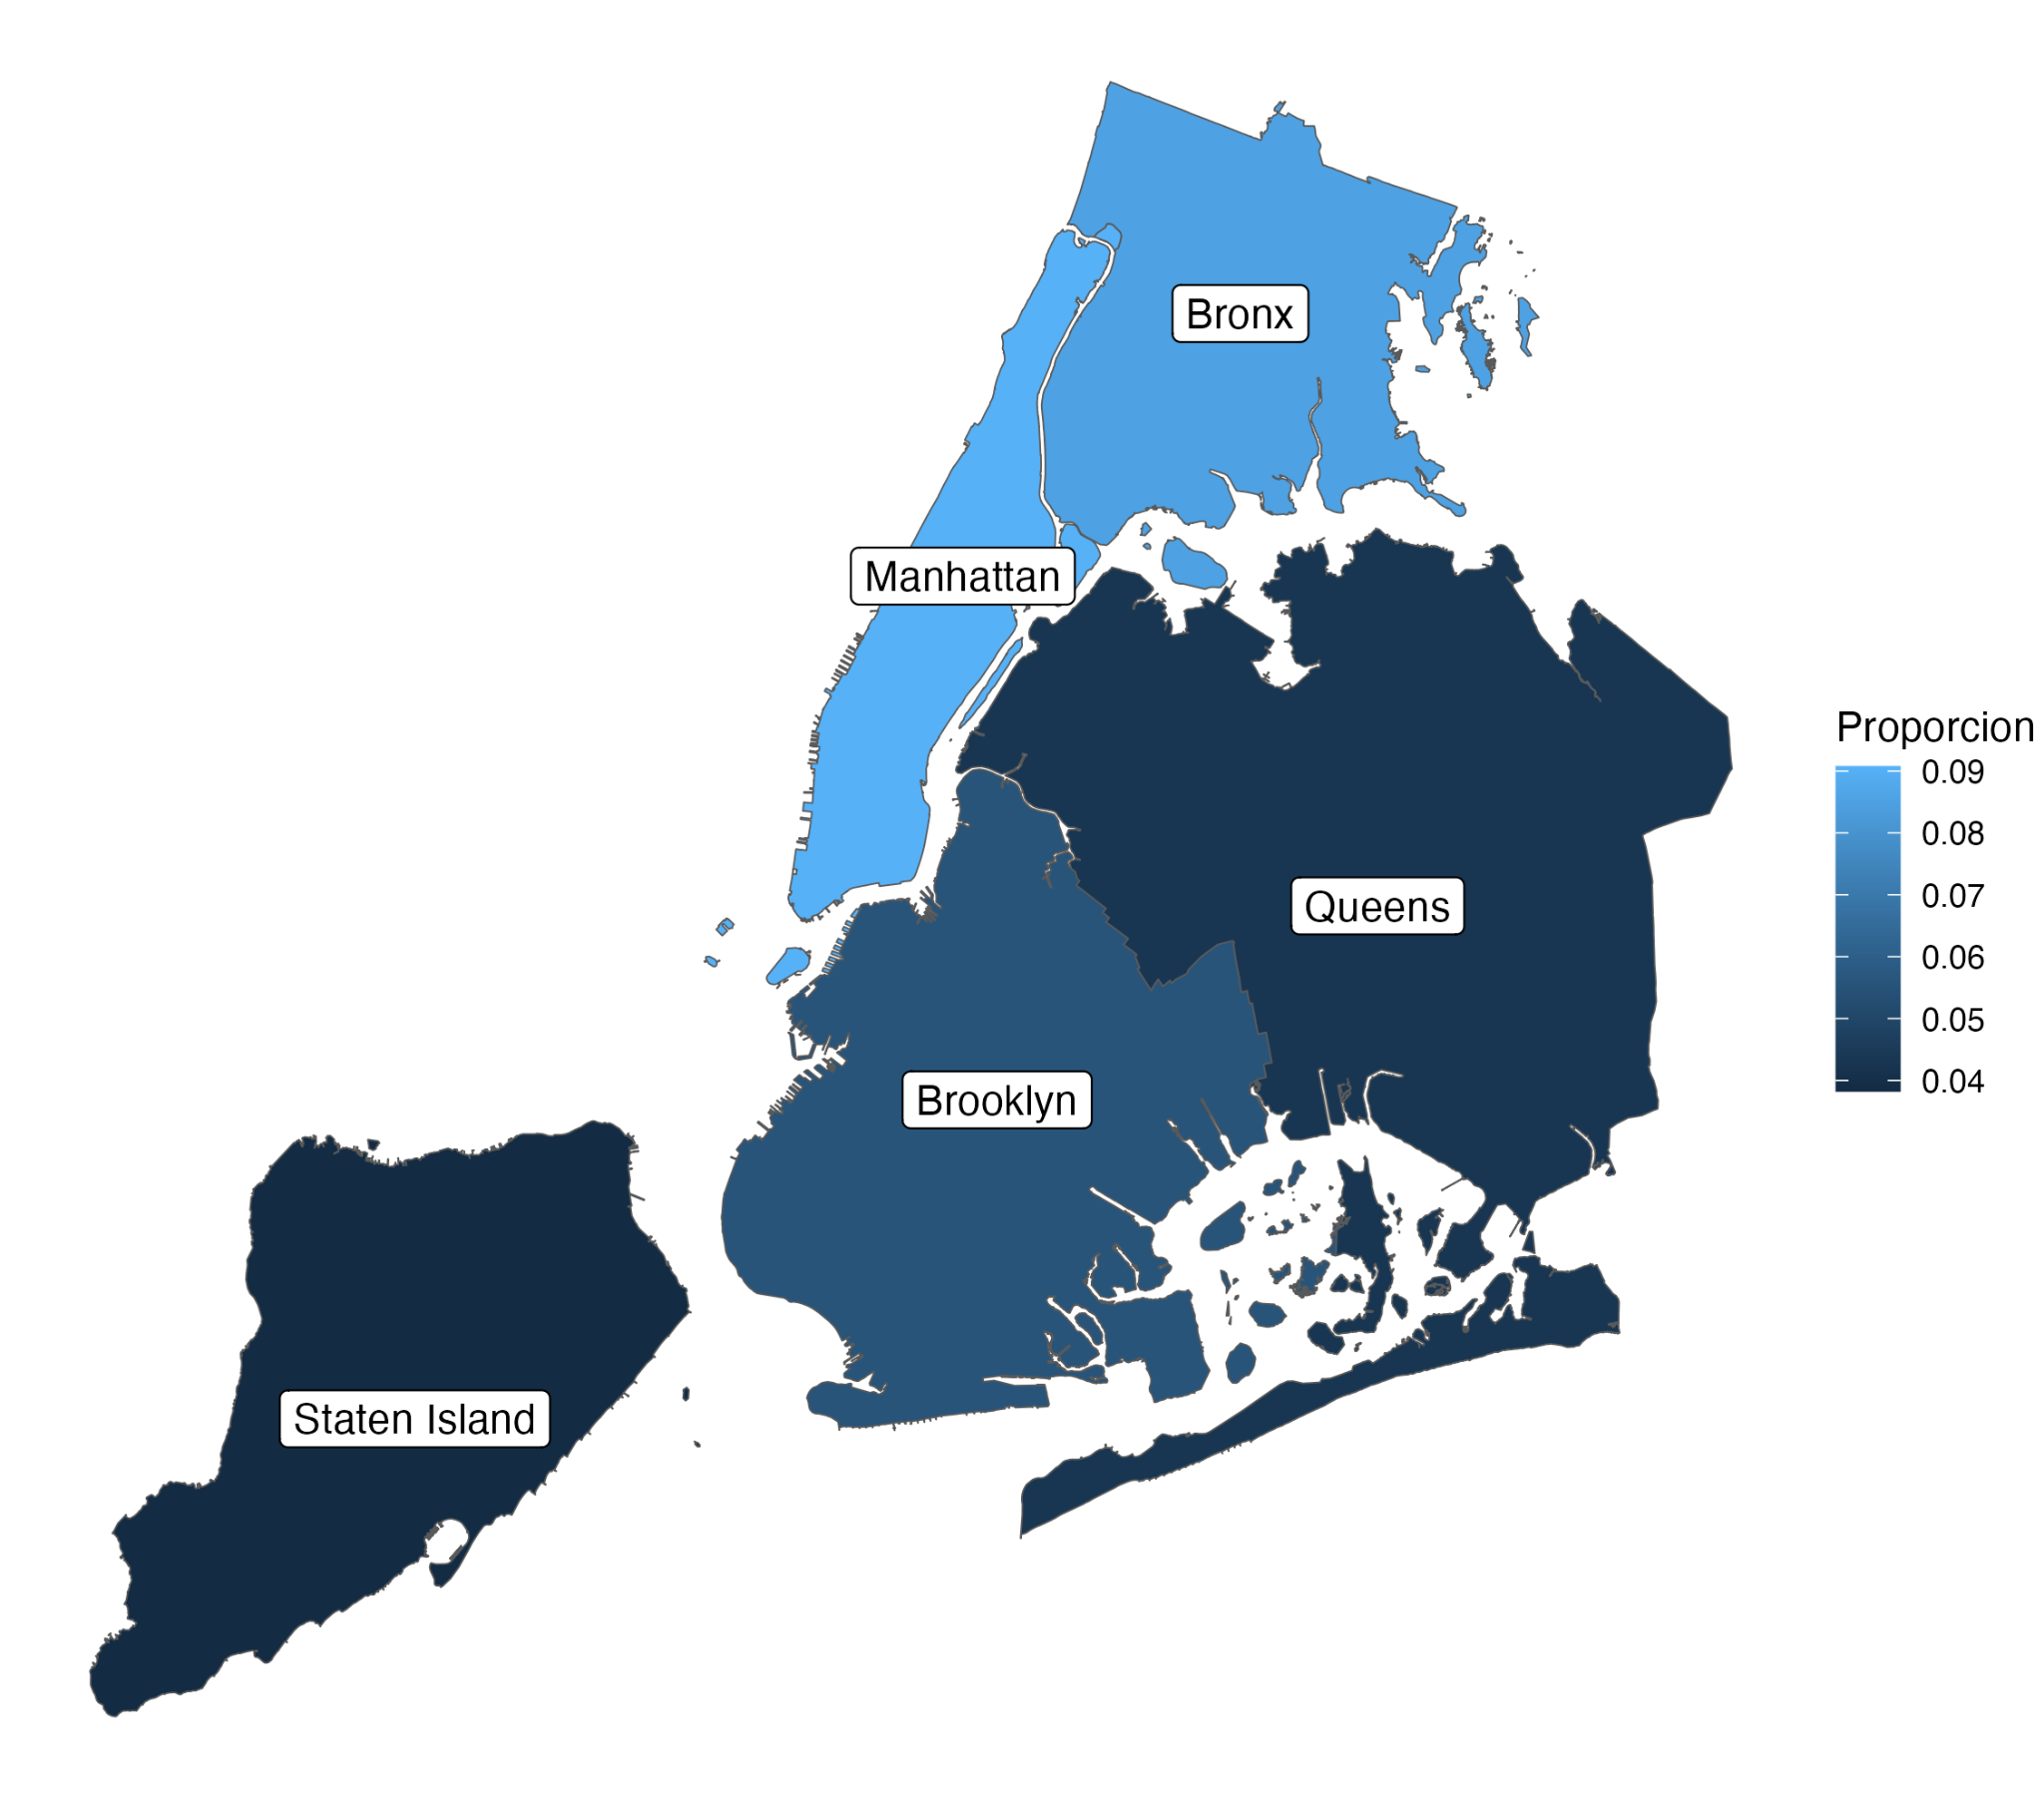 Bronx
Manhattan
Queens
Brooklyn
Staten Island
Proporcion
0.09
0.08
0.07
0.06
0.05
0.04